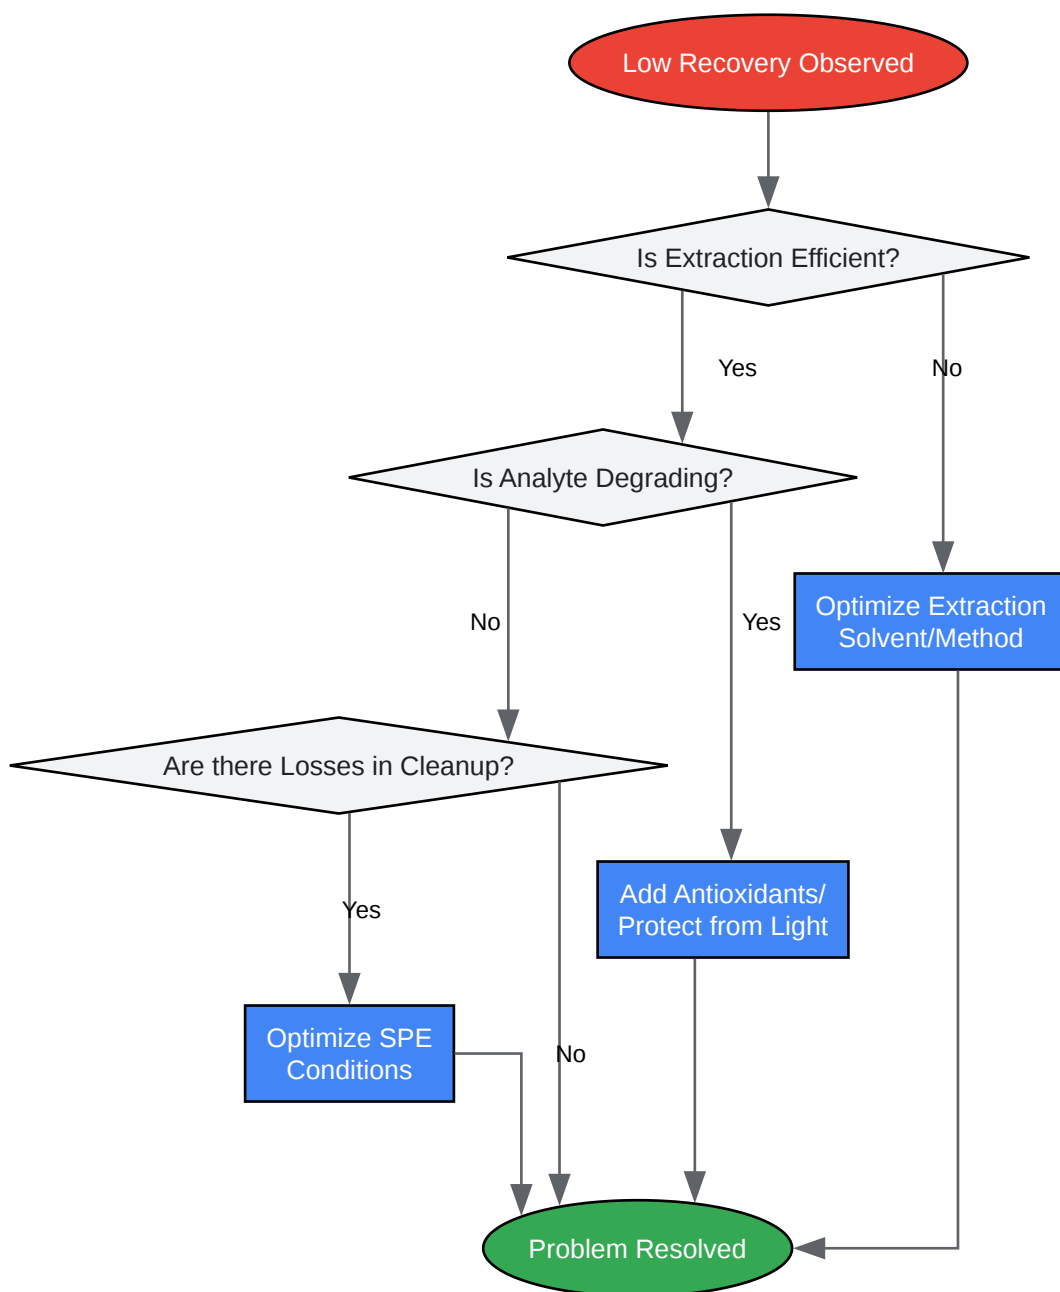 Low Recovery Observed
Is Extraction Efficient?
Yes
No
Is Analyte Degrading?
Optimize Extraction
Solvent/Method
No
Yes
Are there Losses in Cleanup?
Add Antioxidants/
Protect from Light
Yes
Optimize SPE
Conditions
No
Problem Resolved